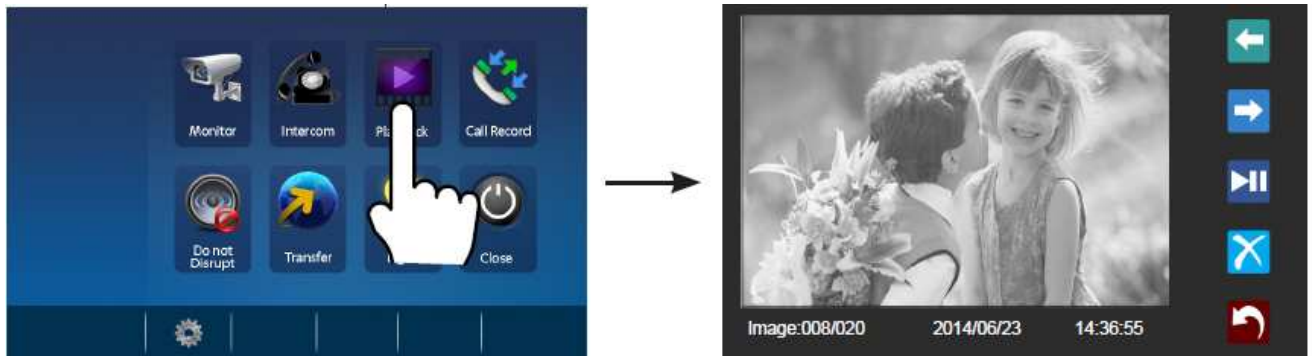 Monitor
Intercom
Call Record
Do not
Disrupt
Transfer
Close
Image:008/020 2014/06/23 14:36:55